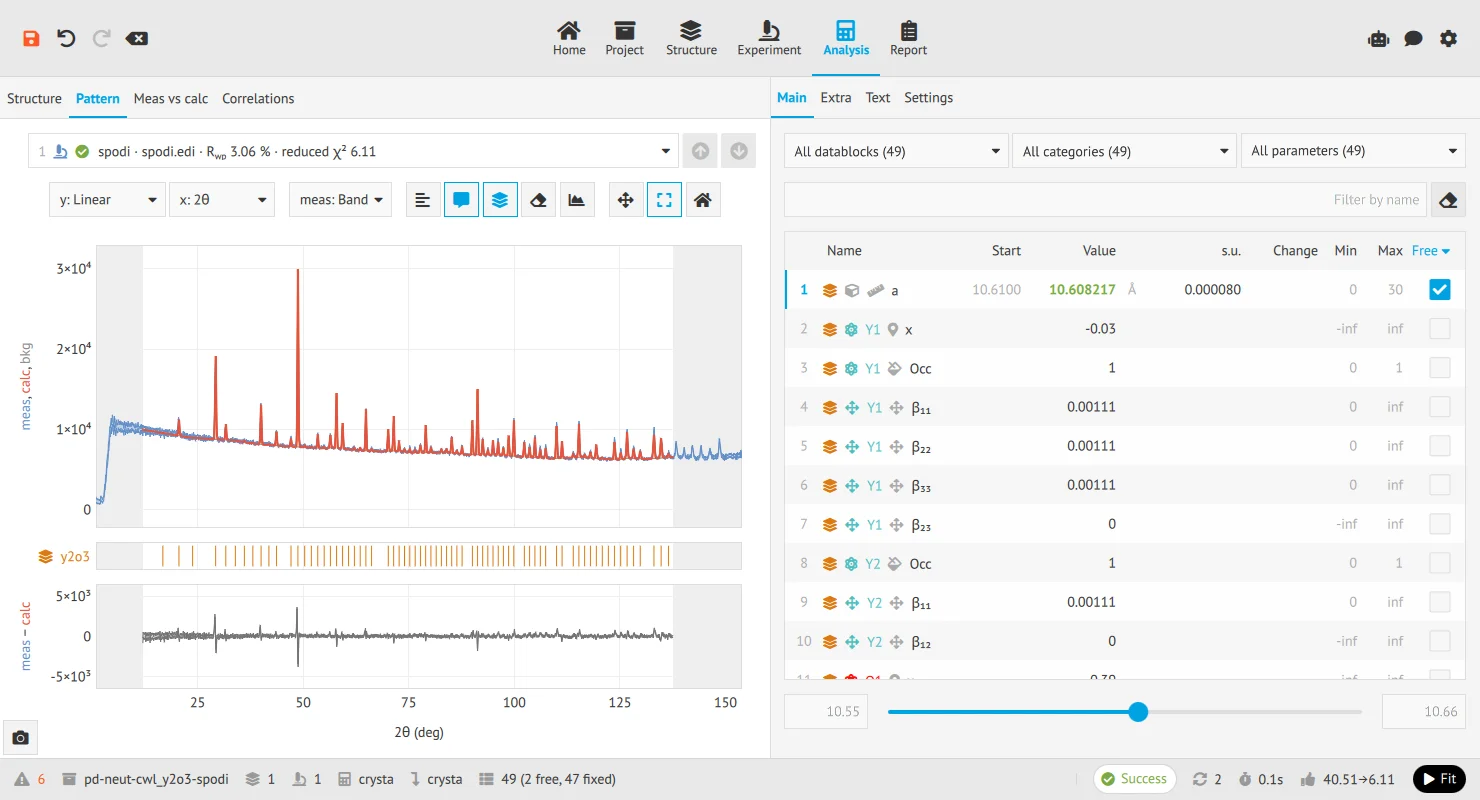 Home Project Structure Experiment Analysis Report
Structure Pattern Meas vs calc Correlations
Main Extra Text Settings
1 spodi · spodi.edi · Rwp 3.06 % · reduced χ² 6.11
All datablocks (49) All categories (49) All parameters (49)
y: Linear x: 2θ meas: Band
Filter by name
Name Start Value s.u. Change Min Max Free
1 a 10.6100 10.608217 Å 0.000080 0 30
2 Y1 x -0.03 -inf inf
3 Y1 Occ 1 0 1
4 Y1 β₁₁ 0.00111 0 inf
5 Y1 β₂₂ 0.00111 0 inf
6 Y1 β₃₃ 0.00111 0 inf
7 Y1 β₂₃ 0 -inf inf
8 Y2 Occ 1 0 1
9 Y2 β₁₁ 0.00111 0 inf
10 Y2 β₁₂ 0 -inf inf
meas, calc, bkg
3×10⁴
2×10⁴
1×10⁴
0
y2o3
meas – calc
5×10³
0
-5×10³
25 50 75 100 125 150
2θ (deg)
10.55 10.66
6 pd-neut-cwl_y2o3-spodi 1 1 crysta crysta 49 (2 free, 47 fixed)
Success 2 0.1s 40.51→6.11 Fit